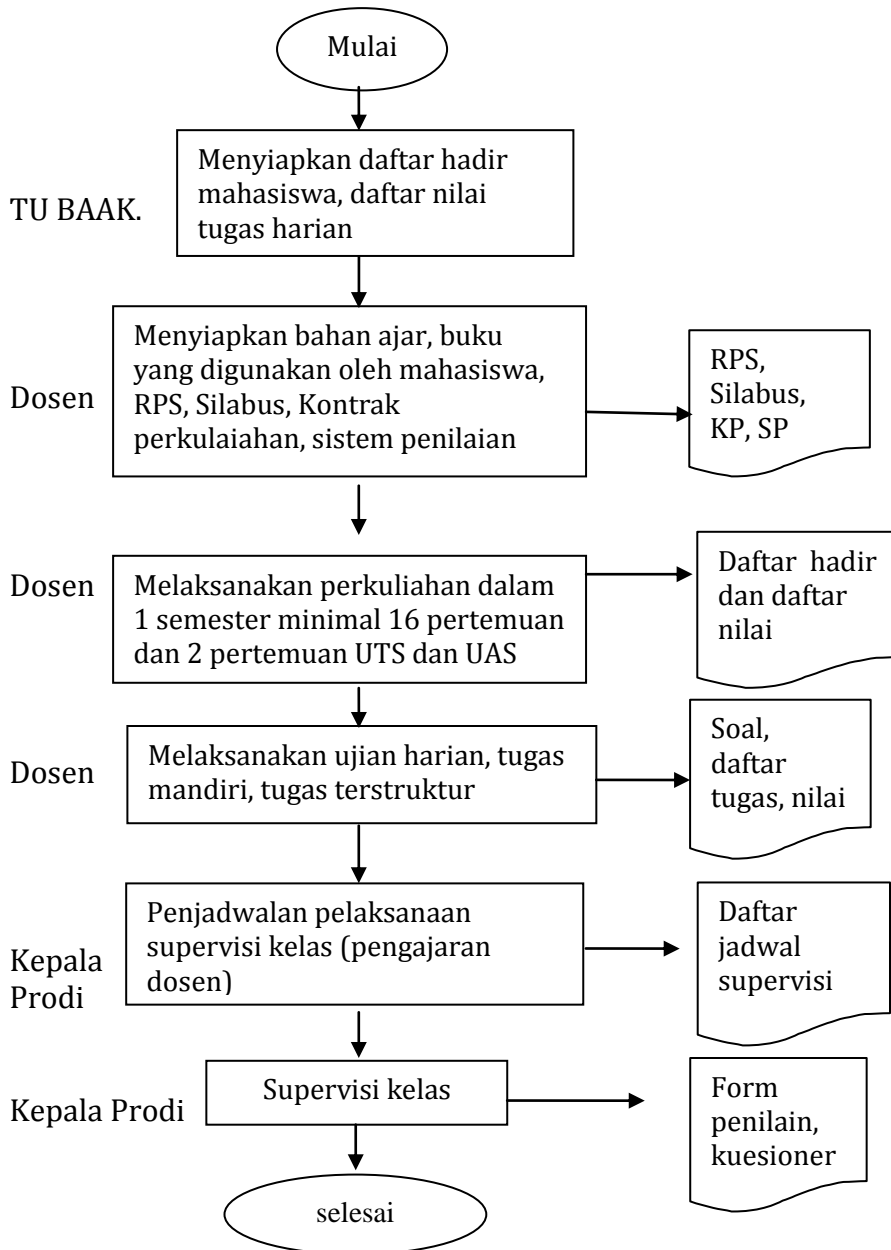 Mulai
TU BAAK.
Menyiapkan daftar hadir
mahasiswa, daftar nilai
tugas harian
Dosen
Menyiapkan bahan ajar, buku
yang digunakan oleh mahasiswa,
RPS, Silabus, Kontrak
perkulaiahan, sistem penilaian
RPS,
Silabus,
KP, SP
Dosen
Melaksanakan perkuliahan dalam
1 semester minimal 16 pertemuan
dan 2 pertemuan UTS dan UAS
Daftar hadir
dan daftar
nilai
Dosen
Melaksanakan ujian harian, tugas
mandiri, tugas terstruktur
Soal,
daftar
tugas, nilai
Kepala
Prodi
Penjadwalan pelaksanaan
supervisi kelas (pengajaran
dosen)
Daftar
jadwal
supervisi
Kepala Prodi
Supervisi kelas
Form
penilain,
kuesioner
selesai